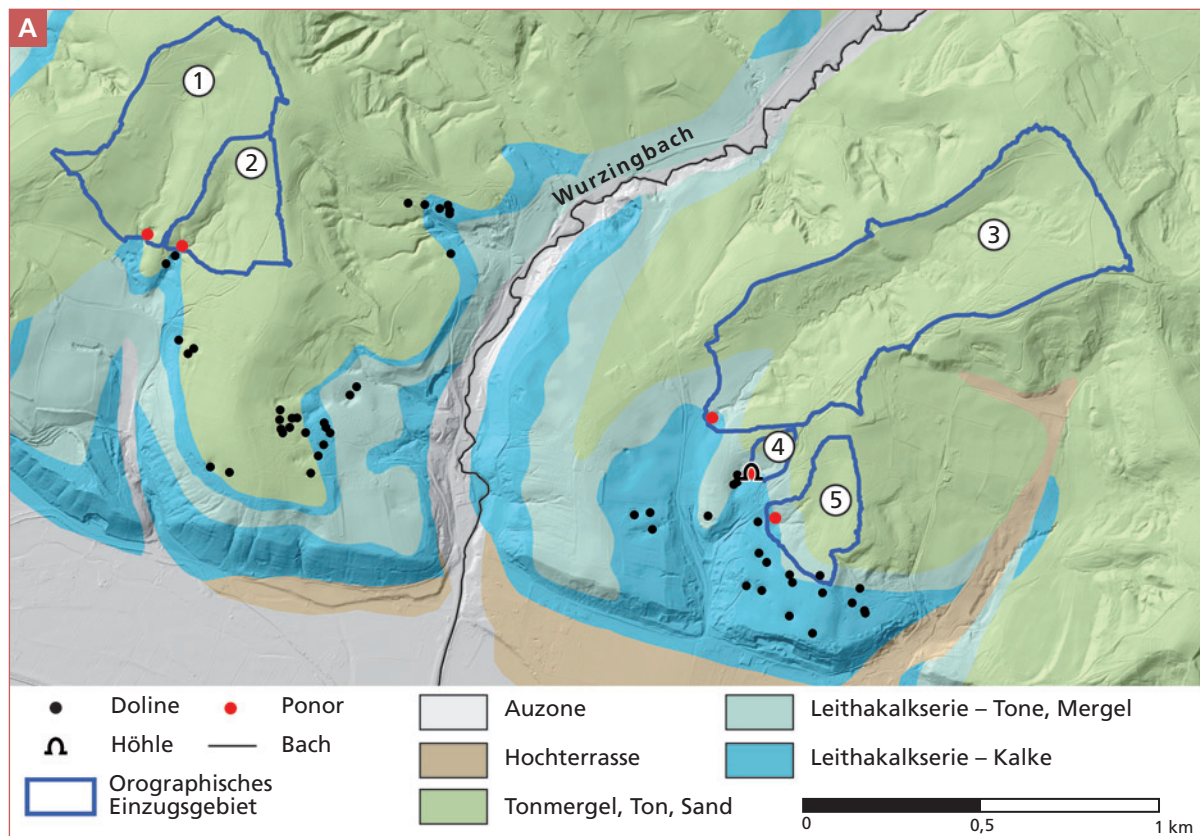 A
1
2
Wurzingbach
3
4
5
Doline
Ponor
Höhle
Bach
Orographisches
Einzugsgebiet
Auzone
Hochterrasse
Tonmergel, Ton, Sand
Leithakalkserie – Tone, Mergel
Leithakalkserie – Kalke
0 0,5 1 km